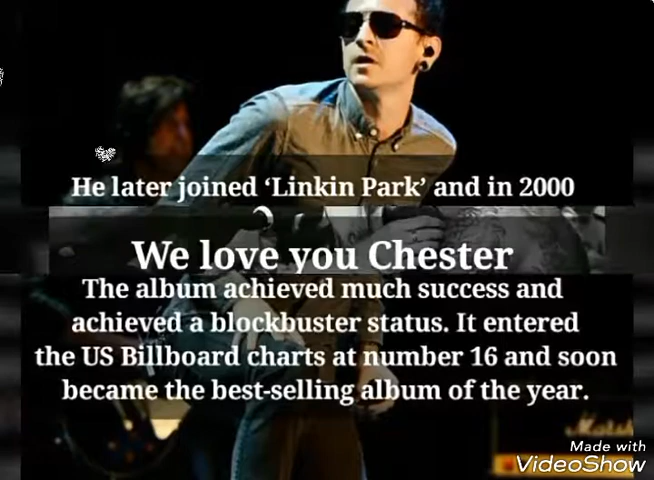 He later joined ‘Linkin Park’ and in 2000
We love you Chester
The album achieved much success and
achieved a blockbuster status. It entered
the US Billboard charts at number 16 and soon
became the best-selling album of the year.
Marshall
Made with
VideoShow